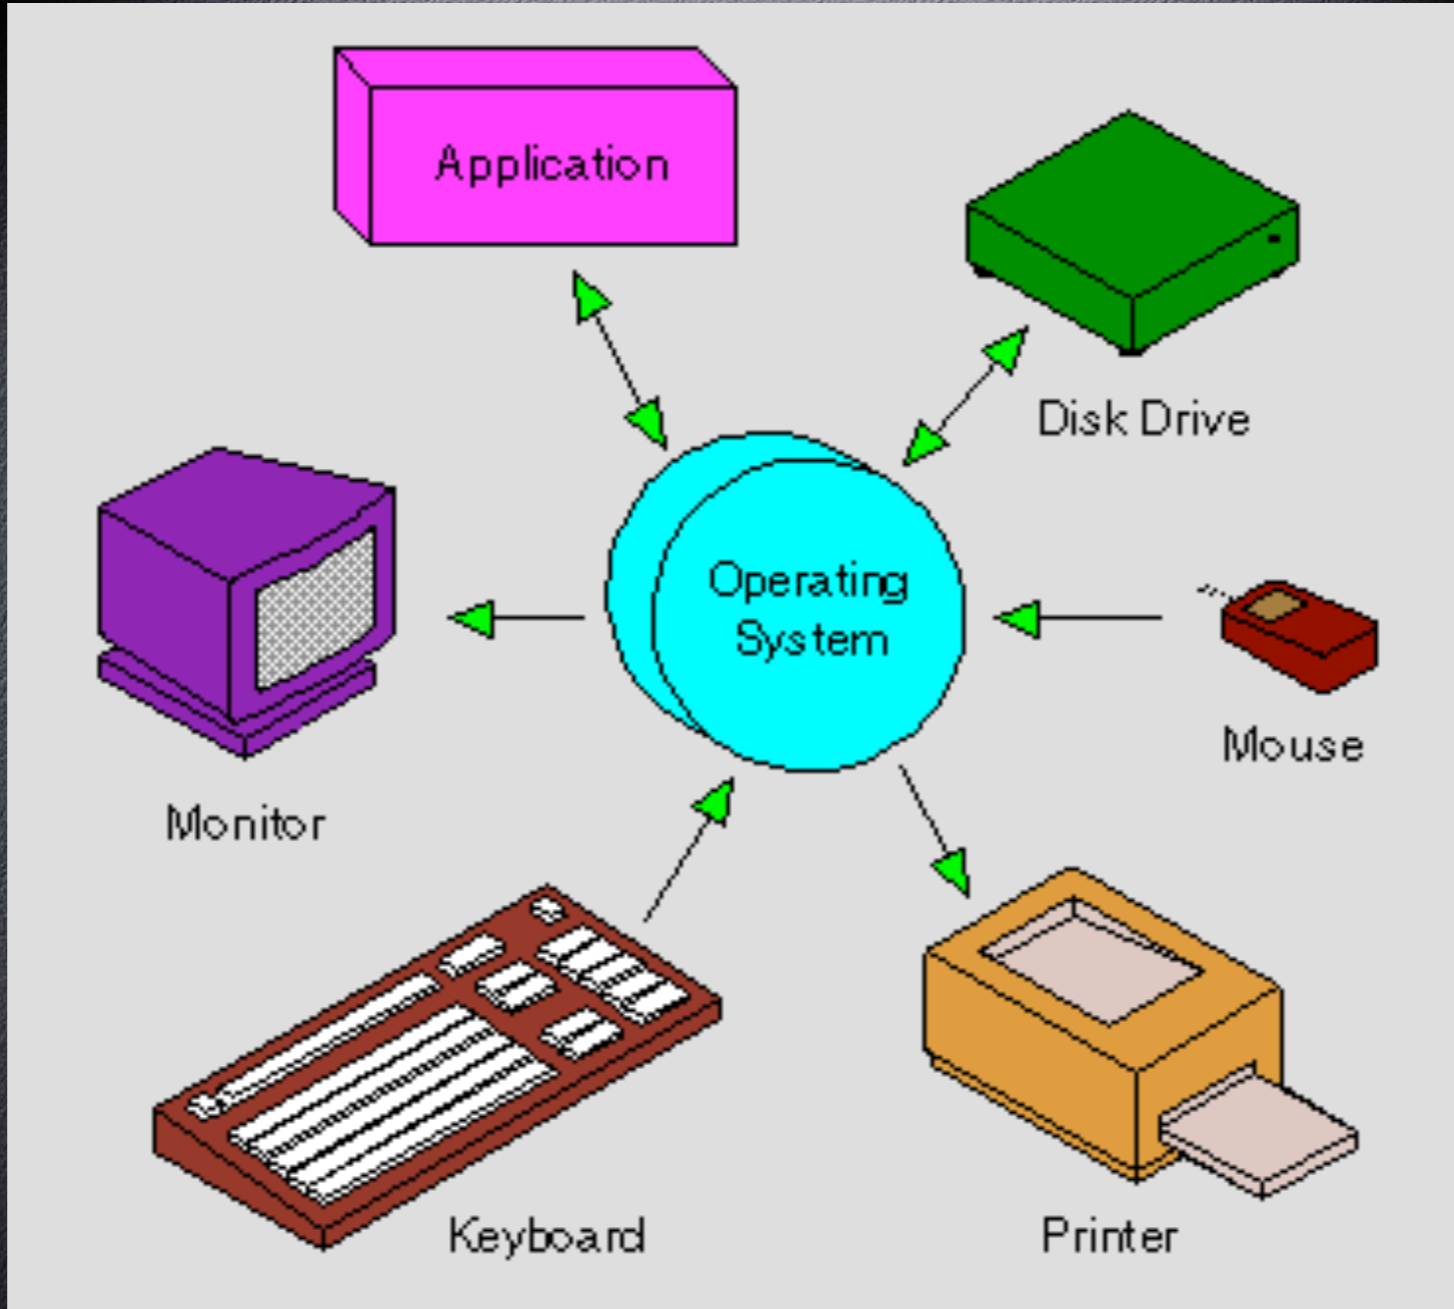 Application
Disk Drive
Operating
System
Mouse
Monitor
Keyboard
Printer